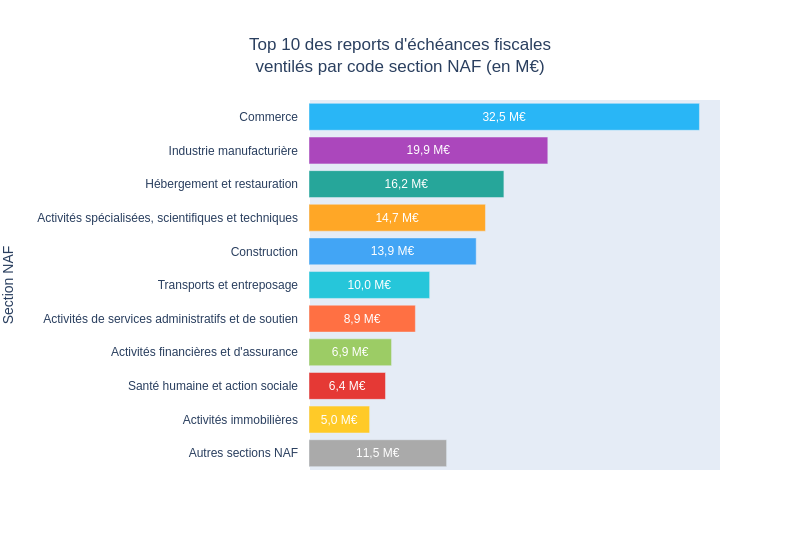 Top 10 des reports d'échéances fiscales
ventilés par code section NAF (en M€)
Section NAF
Commerce 32,5 M€
Industrie manufacturière 19,9 M€
Hébergement et restauration 16,2 M€
Activités spécialisées, scientifiques et techniques 14,7 M€
Construction 13,9 M€
Transports et entreposage 10,0 M€
Activités de services administratifs et de soutien 8,9 M€
Activités financières et d'assurance 6,9 M€
Santé humaine et action sociale 6,4 M€
Activités immobilières 5,0 M€
Autres sections NAF 11,5 M€